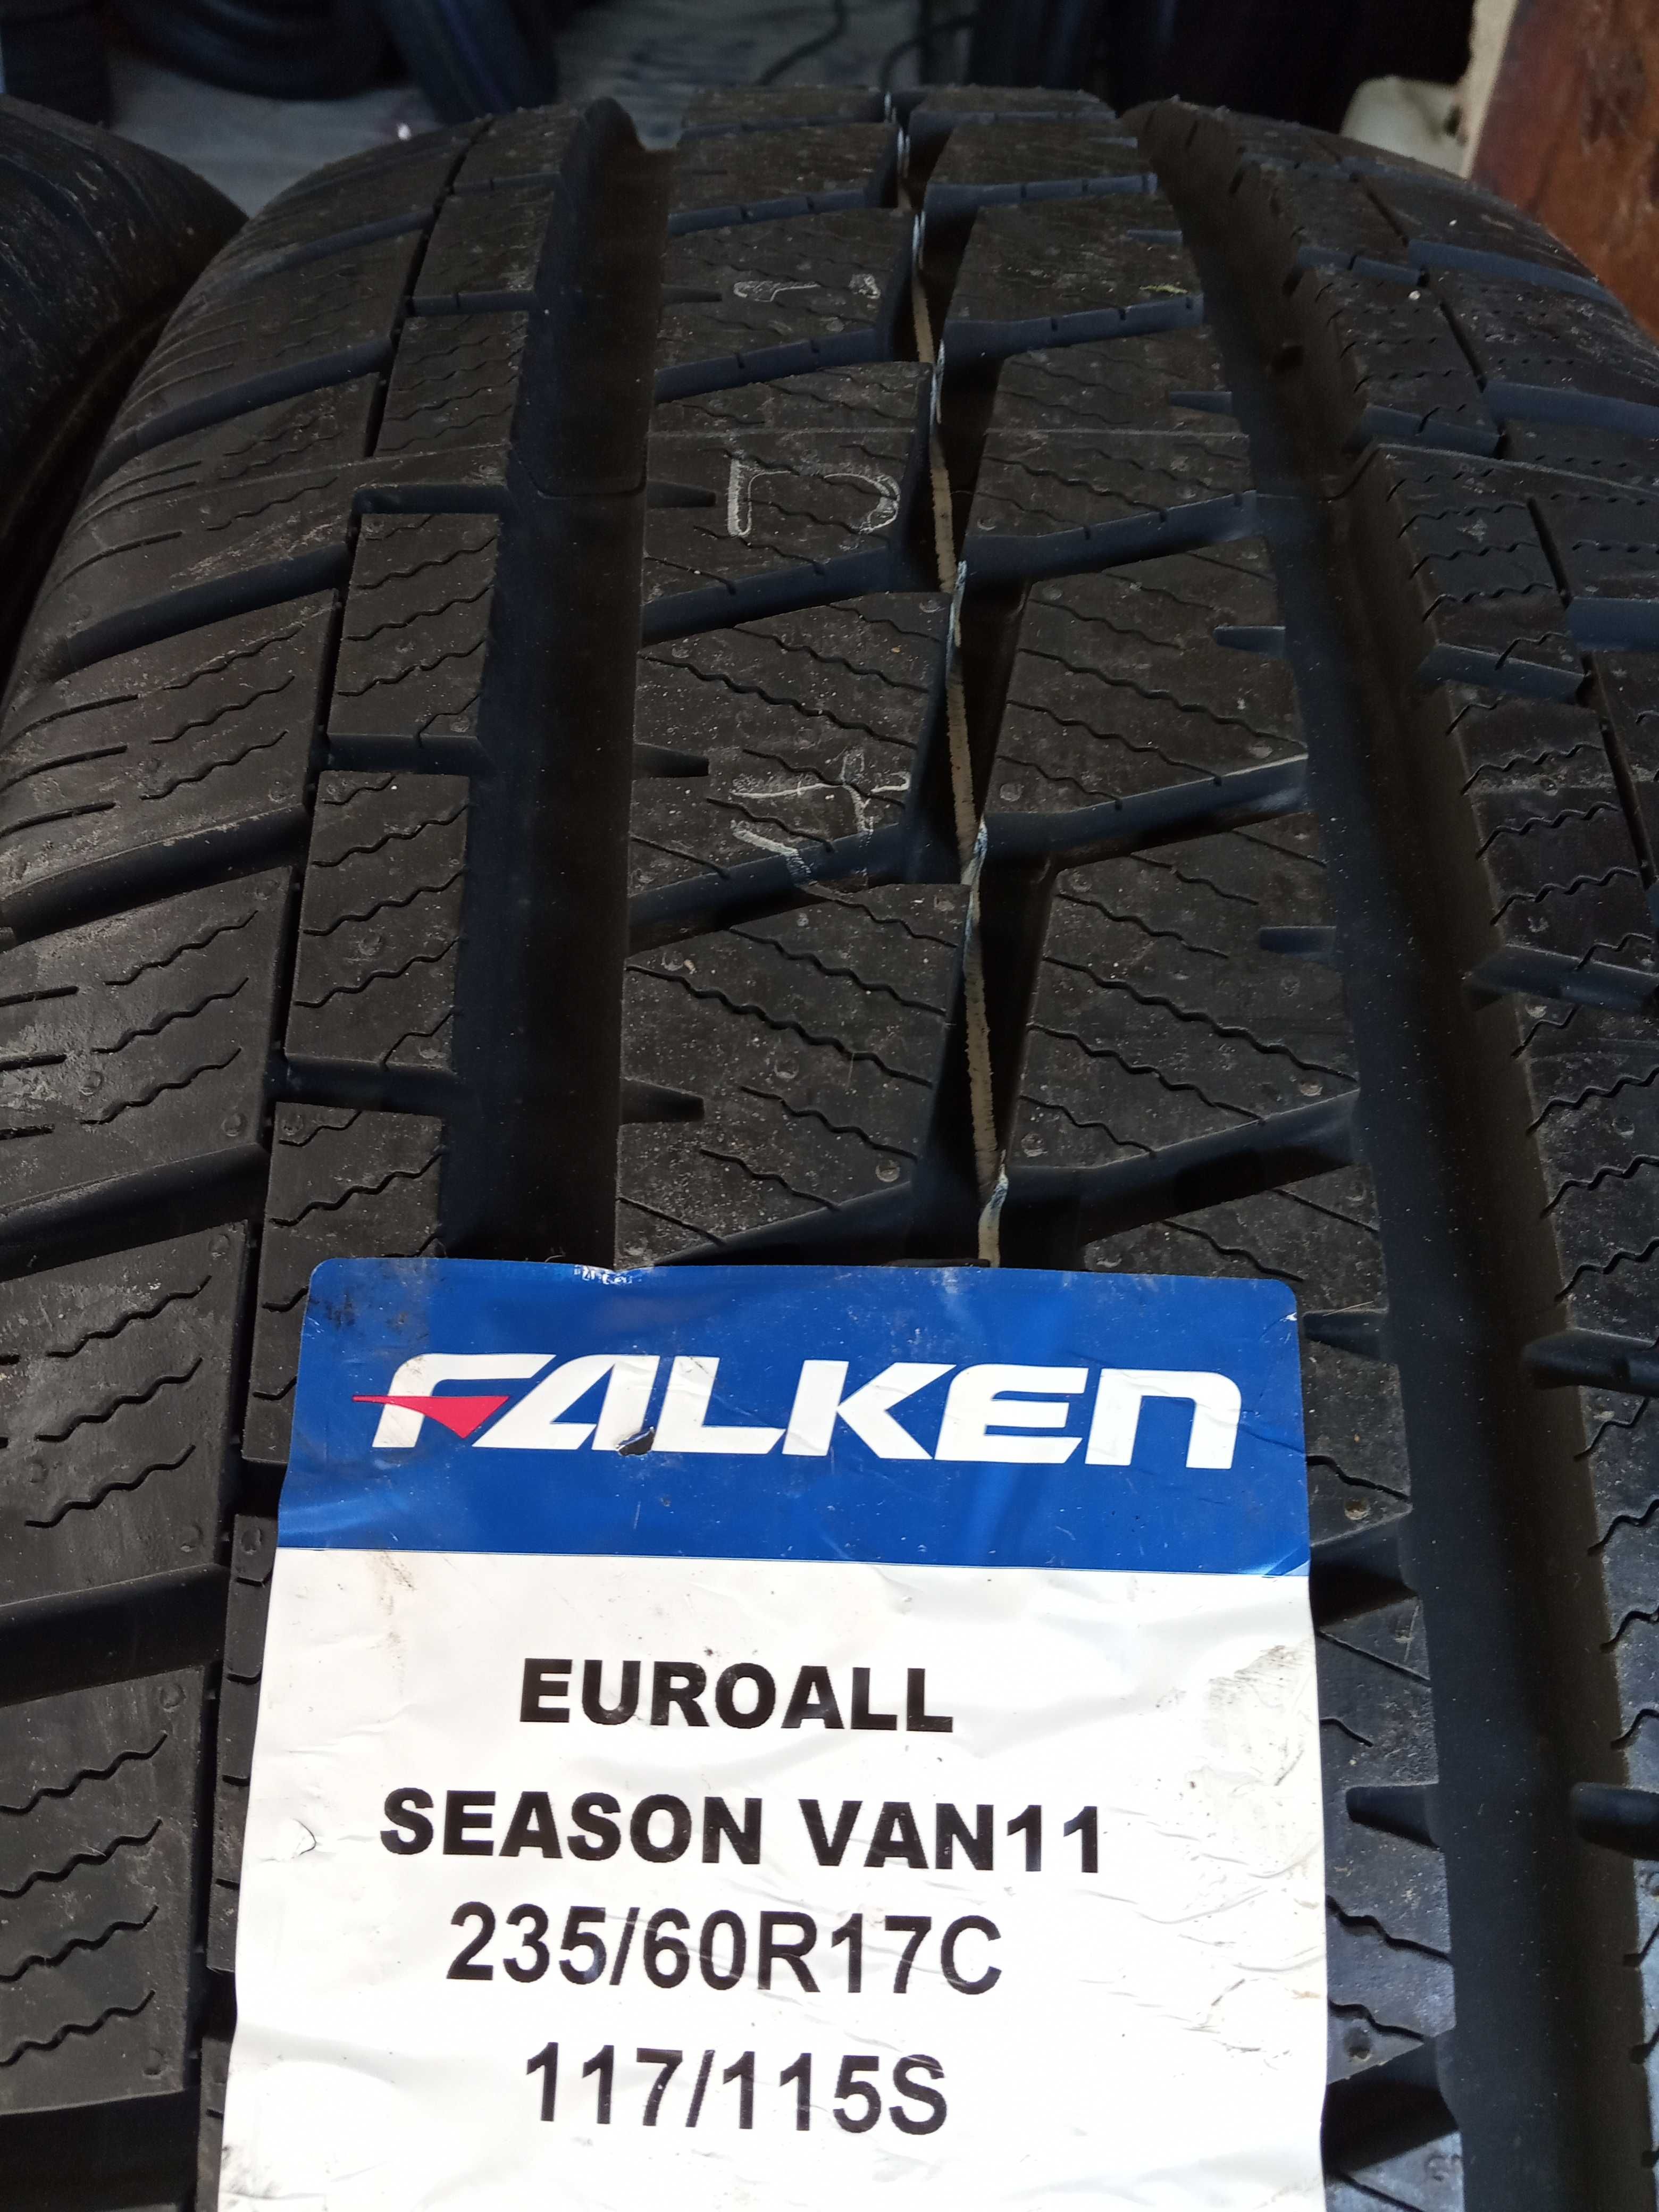 FALKEN
EUROALL
SEASON VAN11
235/60R17C
117/115S